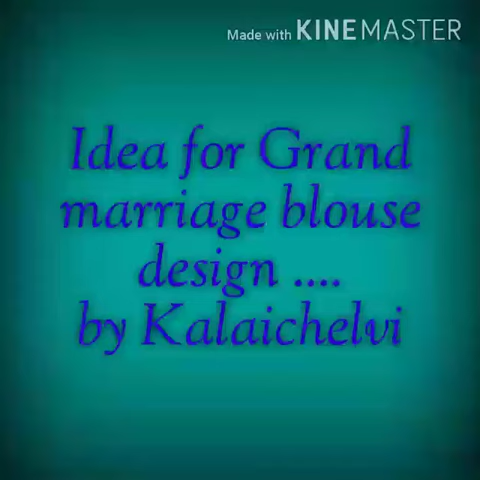 Made with KINEMASTER
Idea for Grand
marriage blouse
design ....
by Kalaichelvi